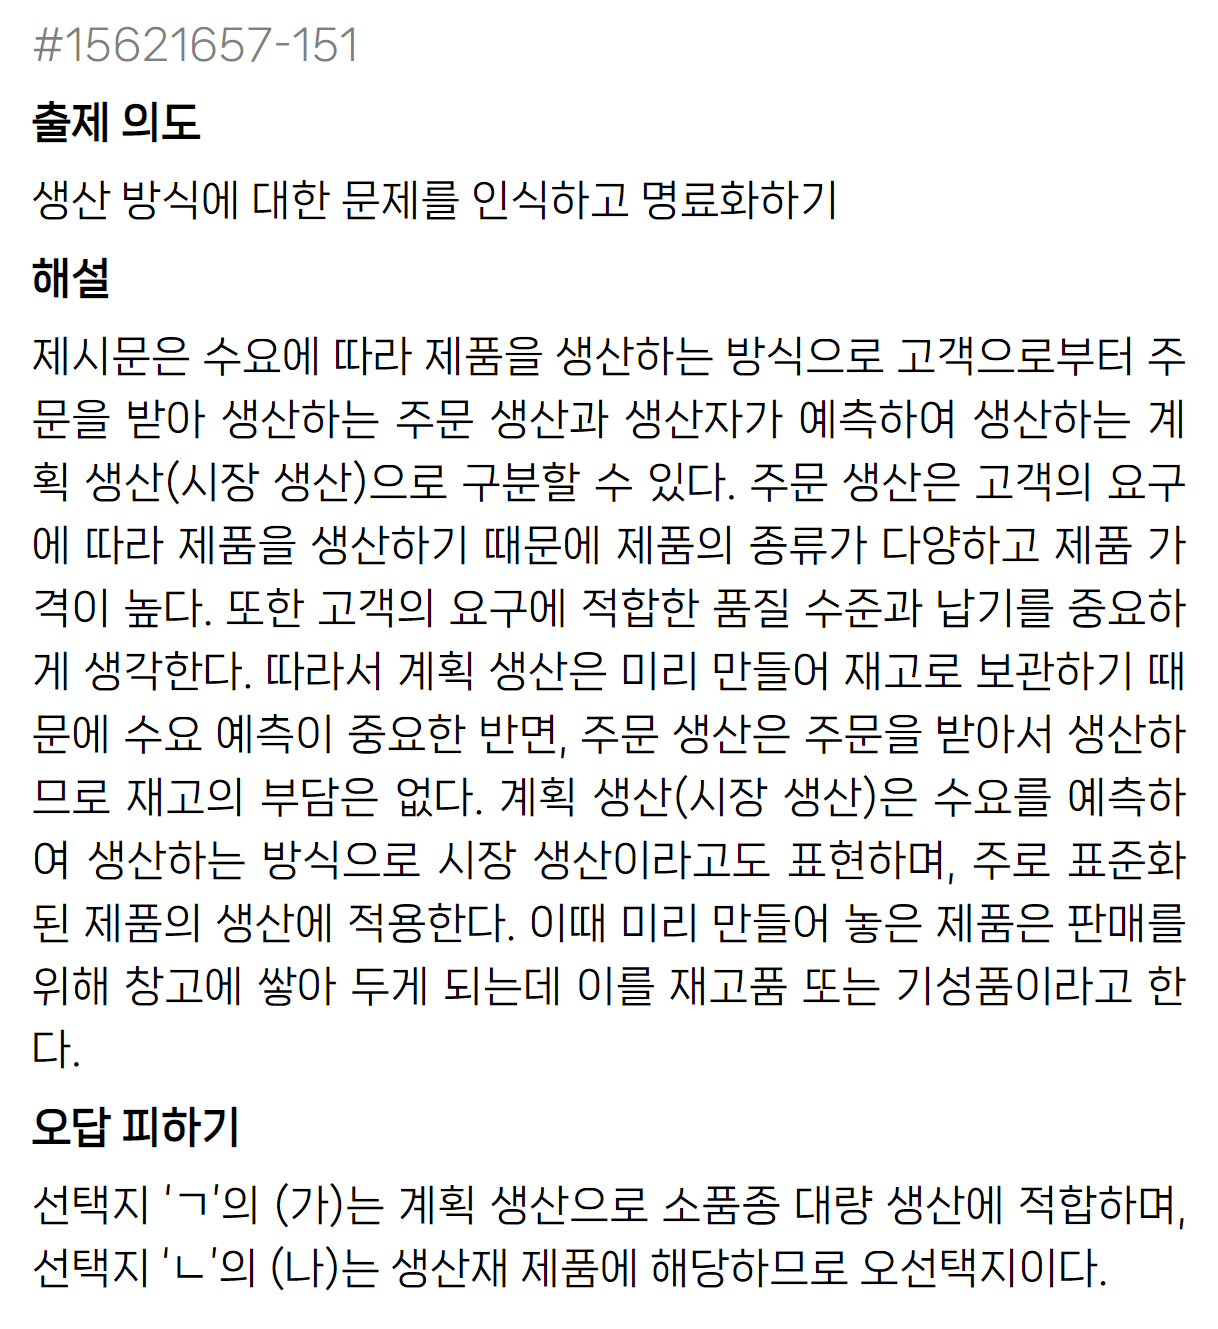 #15621657-151
출제 의도
생산 방식에 대한 문제를 인식하고 명료화하기
해설
제시문은 수요에 따라 제품을 생산하는 방식으로 고객으로부터 주
문을 받아 생산하는 주문 생산과 생산자가 예측하여 생산하는 계
획 생산(시장 생산)으로 구분할 수 있다. 주문 생산은 고객의 요구
에 따라 제품을 생산하기 때문에 제품의 종류가 다양하고 제품 가
격이 높다. 또한 고객의 요구에 적합한 품질 수준과 납기를 중요하
게 생각한다. 따라서 계획 생산은 미리 만들어 재고로 보관하기 때
문에 수요 예측이 중요한 반면, 주문 생산은 주문을 받아서 생산하
므로 재고의 부담은 없다. 계획 생산(시장 생산)은 수요를 예측하
여 생산하는 방식으로 시장 생산이라고도 표현하며, 주로 표준화
된 제품의 생산에 적용한다. 이때 미리 만들어 놓은 제품은 판매를
위해 창고에 쌓아 두게 되는데 이를 재고품 또는 기성품이라고 한
다.
오답 피하기
선택지 'ㄱ'의 (가)는 계획 생산으로 소품종 대량 생산에 적합하며,
선택지 'ㄴ'의 (나)는 생산재 제품에 해당하므로 오선택지이다.